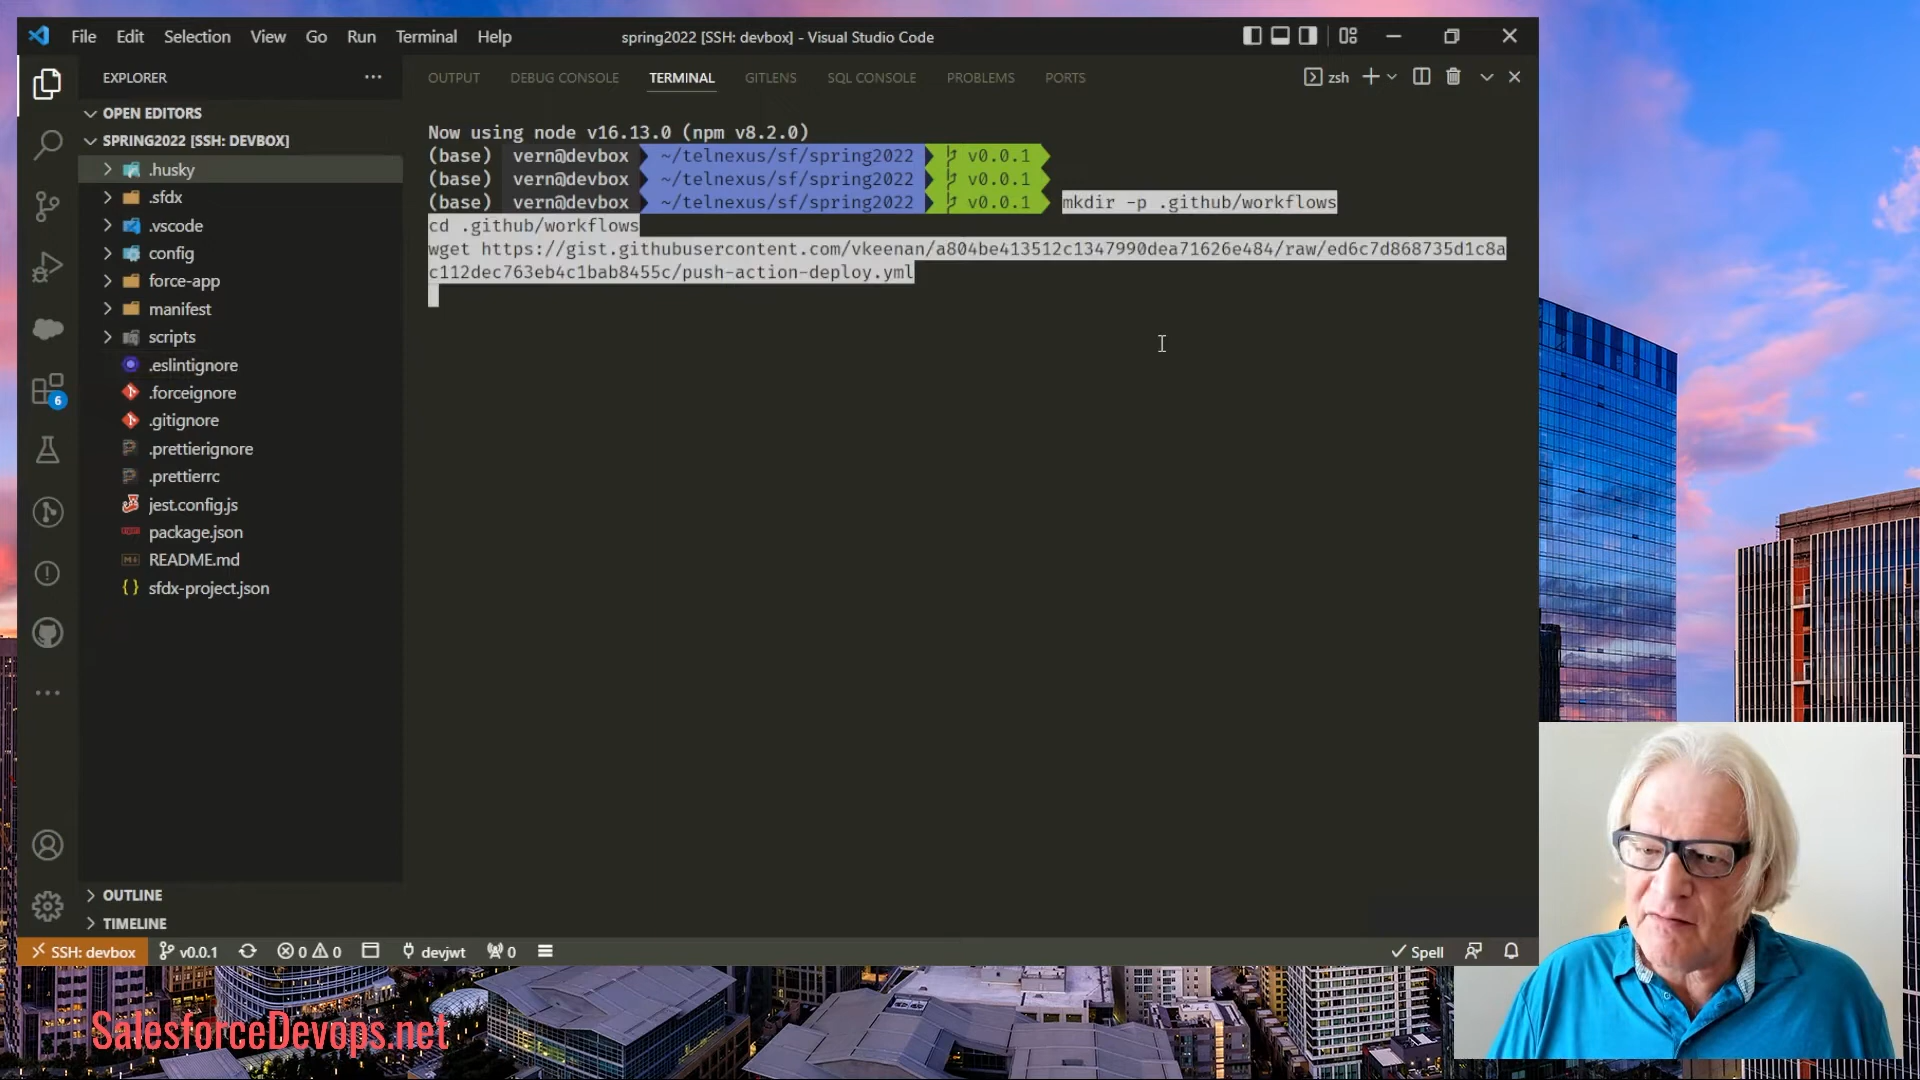 File Edit Selection View Go Run Terminal Help
spring2022 [SSH: devbox] - Visual Studio Code
EXPLORER
OPEN EDITORS
SPRING2022 [SSH: DEVBOX]
.husky
.sfdx
.vscode
config
force-app
manifest
scripts
.eslintignore
.forceignore
.gitignore
.prettierignore
.prettierrc
jest.config.js
package.json
README.md
sfdx-project.json
OUTLINE
TIMELINE
6
OUTPUT DEBUG CONSOLE TERMINAL GITLENS SQL CONSOLE PROBLEMS PORTS
zsh
Now using node v16.13.0 (npm v8.2.0)
(base) vern@devbox ~/telnexus/sf/spring2022 v0.0.1
(base) vern@devbox ~/telnexus/sf/spring2022 v0.0.1
(base) vern@devbox ~/telnexus/sf/spring2022 v0.0.1 mkdir -p .github/workflows
cd .github/workflows
wget https://gist.githubusercontent.com/vkeenan/a804be413512c1347990dea71626e484/raw/ed6c7d868735d1c8a
c112dec763eb4c1bab8455c/push-action-deploy.yml
SSH: devbox v0.0.1 0 0 devjwt 0 Spell
SalesforceDevops.net